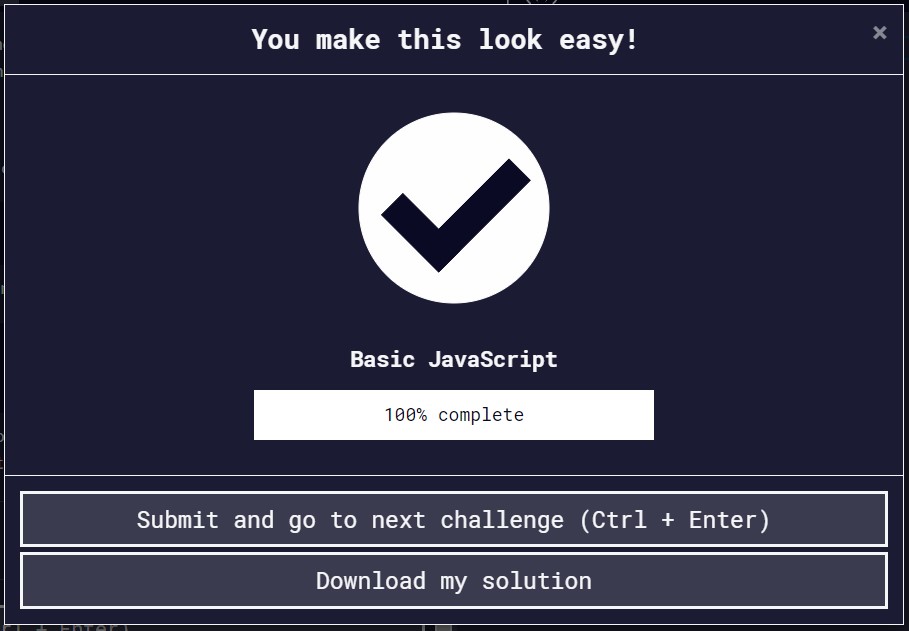 You make this look easy!
×
Basic JavaScript
100% complete
Submit and go to next challenge (Ctrl + Enter)
Download my solution